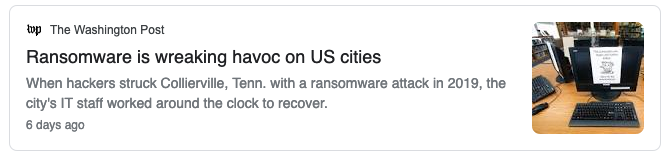 wp The Washington Post
Ransomware is wreaking havoc on US cities
When hackers struck Collierville, Tenn. with a ransomware attack in 2019, the
city's IT staff worked around the clock to recover.
6 days ago